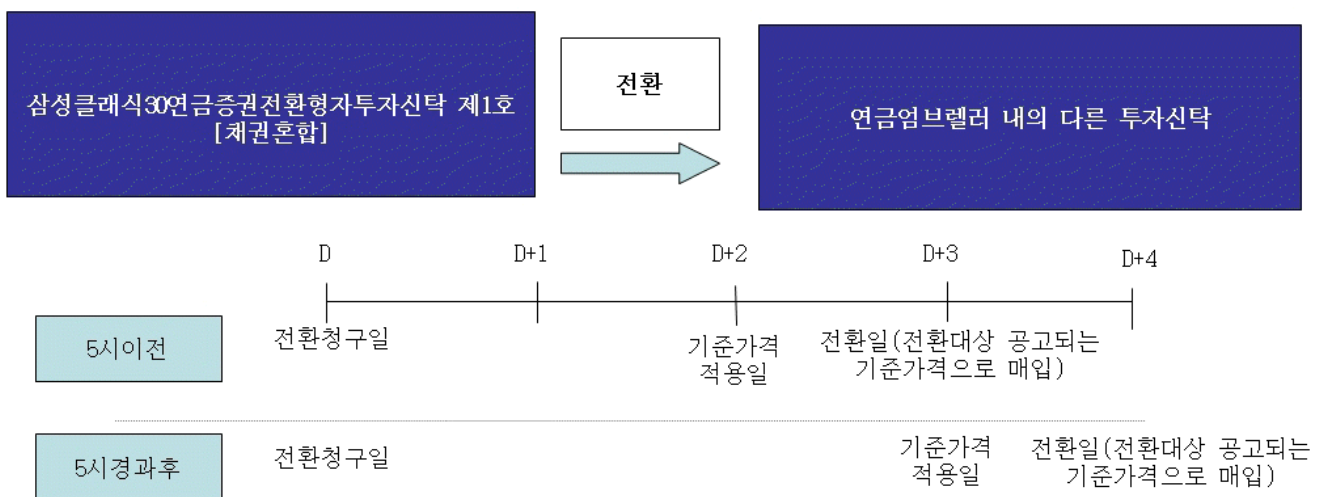 삼성클래식30연금증권전환형자투자신탁 제1호
[채권혼합]
전환
연금엄브렐러 내의 다른 투자신탁
D
D+1
D+2
D+3
D+4
5시이전
전환청구일
기준가격
적용일
전환일(전환대상 공고되는
기준가격으로 매입)
5시경과후
전환청구일
기준가격
적용일
전환일(전환대상 공고되는
기준가격으로 매입)